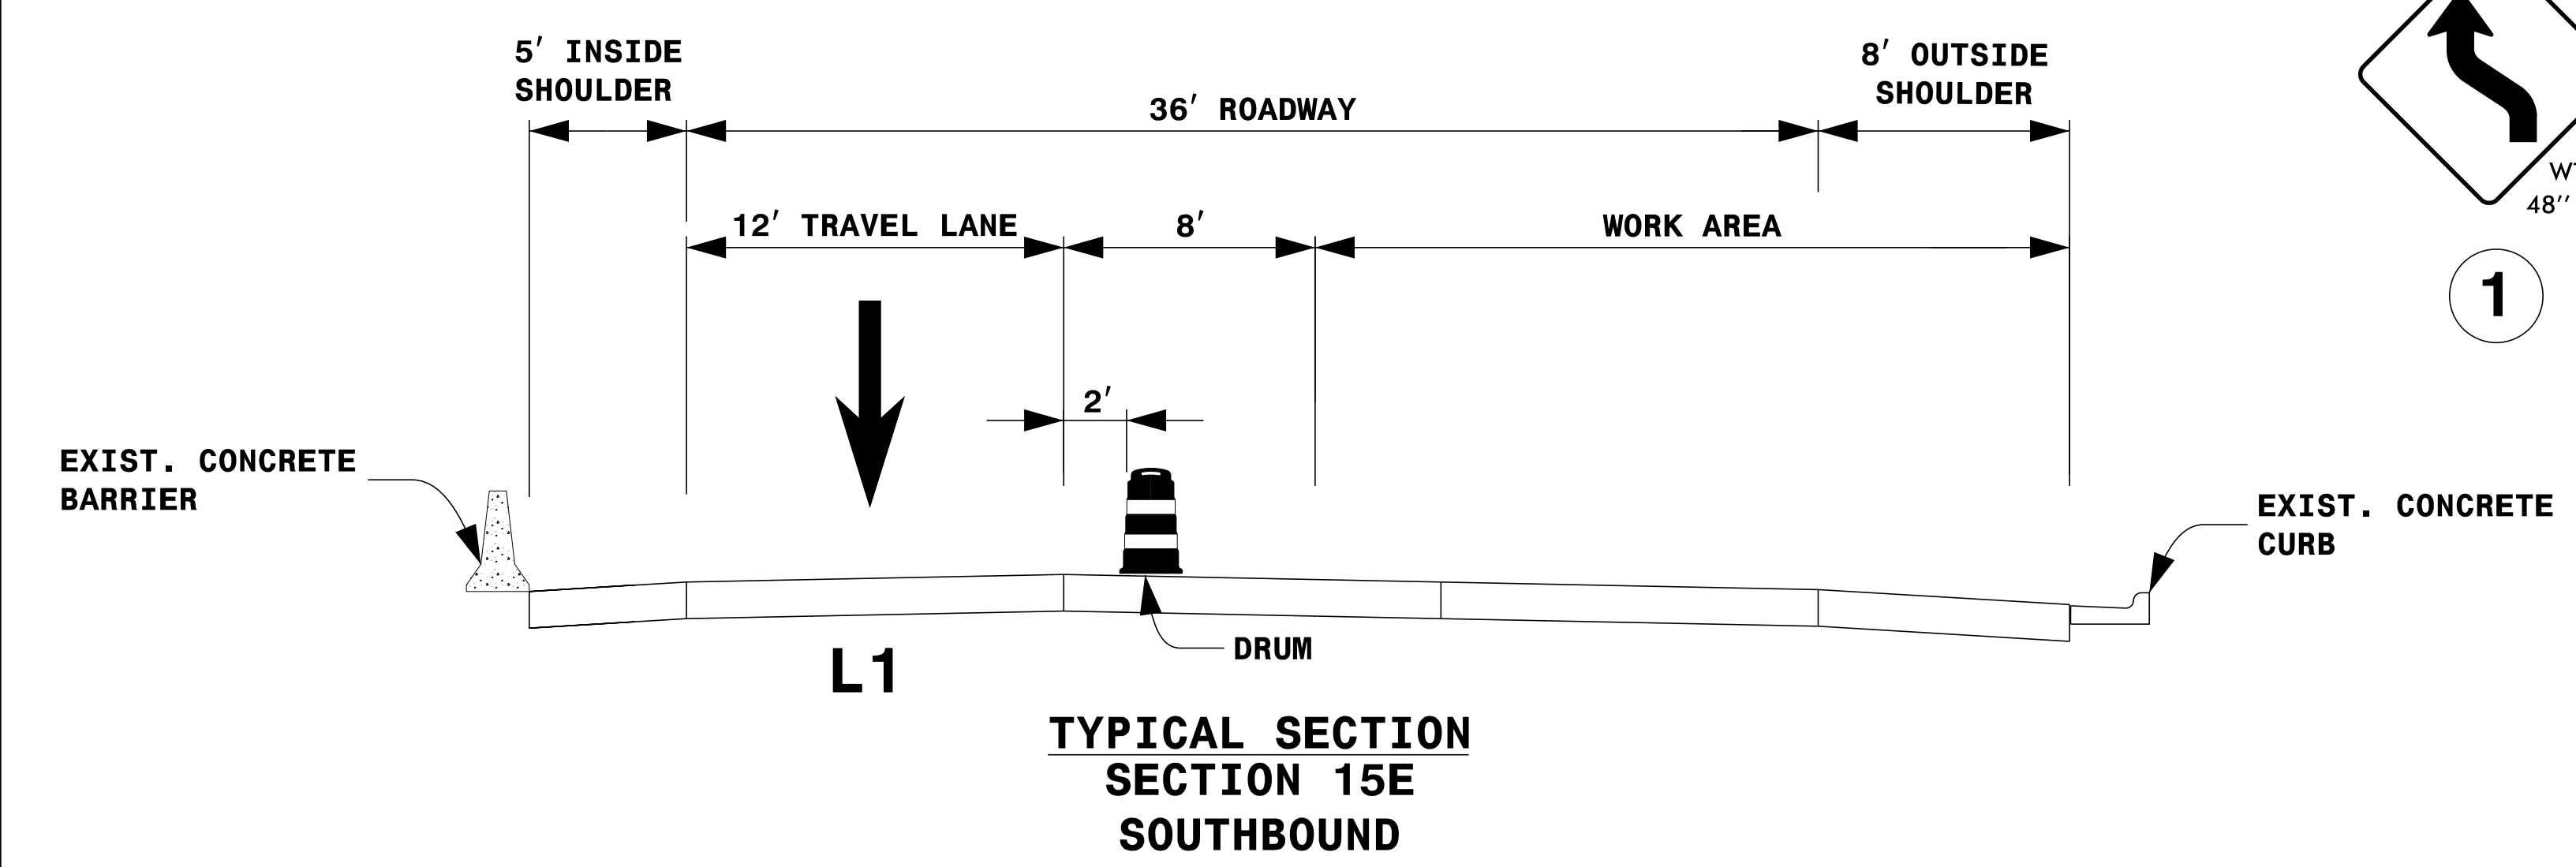 5' INSIDE
SHOULDER
36' ROADWAY
8' OUTSIDE
SHOULDER
12' TRAVEL LANE
8'
WORK AREA
2'
EXIST. CONCRETE
BARRIER
EXIST. CONCRETE
CURB
DRUM
L1
TYPICAL SECTION
SECTION 15E
SOUTHBOUND
48''
1